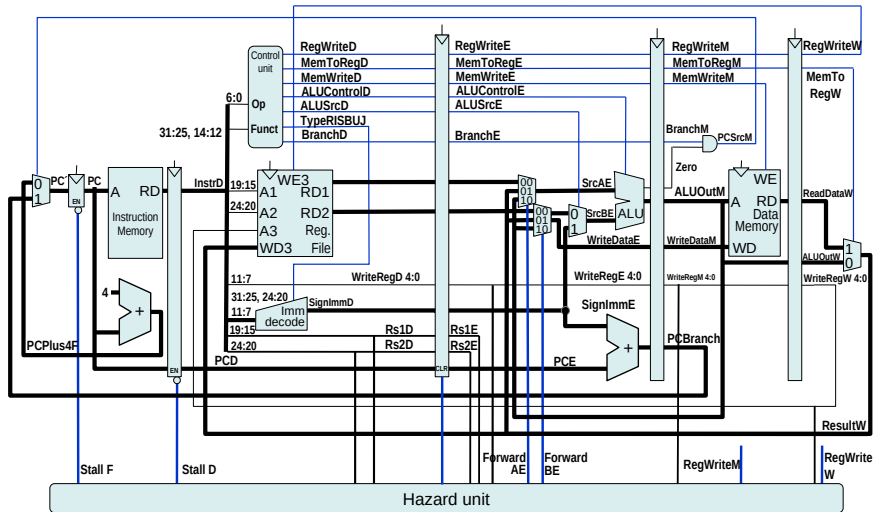 RegWriteD
RegWriteE
RegWriteM
RegWriteW
Control
unit
MemToRegD
MemToRegE
MemToRegM
MemTo
RegW
MemWriteD
MemWriteE
MemWriteM
ALUControlD
ALUControlE
6:0
Op
ALUSrcD
ALUSrcE
TypeRISBUJ
31:25, 14:12
Funct
BranchD
BranchE
BranchM
PCSrcM
Zero
PC'
PC
0
1
EN
A
RD
Instruction
Memory
InstrD
19:15
24:20
A1
A2
A3
WD3
WE3
RD1
RD2
Reg.
File
00
01
10
00
01
10
0
1
SrcAE
SrcBE
ALU
ALUOutM
WE
A
RD
Data
Memory
WD
ReadDataW
WriteDataE
WriteDataM
ALUOutW
1
0
11:7
WriteRegD 4:0
WriteRegE 4:0
WriteRegM 4:0
WriteRegW 4:0
4
+
31:25, 24:20
11:7
Imm
decode
SignImmD
SignImmE
19:15
Rs1D
Rs1E
24:20
Rs2D
Rs2E
PCPlus4F
+
PCBranch
PCD
PCE
EN
CLR
ResultW
Stall F
Stall D
Forward
AE
Forward
BE
RegWriteM
RegWrite
W
Hazard unit